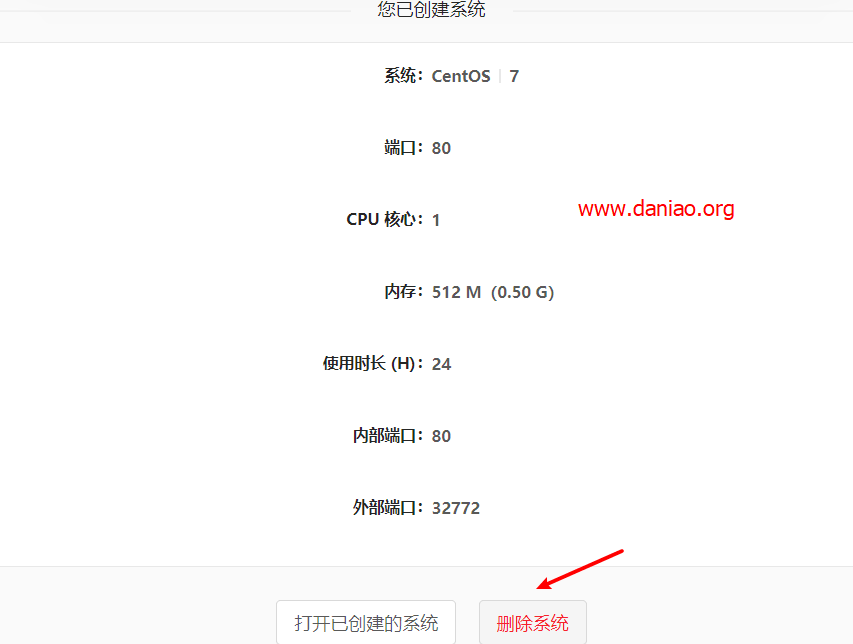 您已创建系统
系统：CentOS | 7
端口：80
www.daniao.org
CPU 核心：1
内存：512 M（0.50 G）
使用时长 (H)：24
内部端口：80
外部端口：32772
打开已创建的系统 删除系统